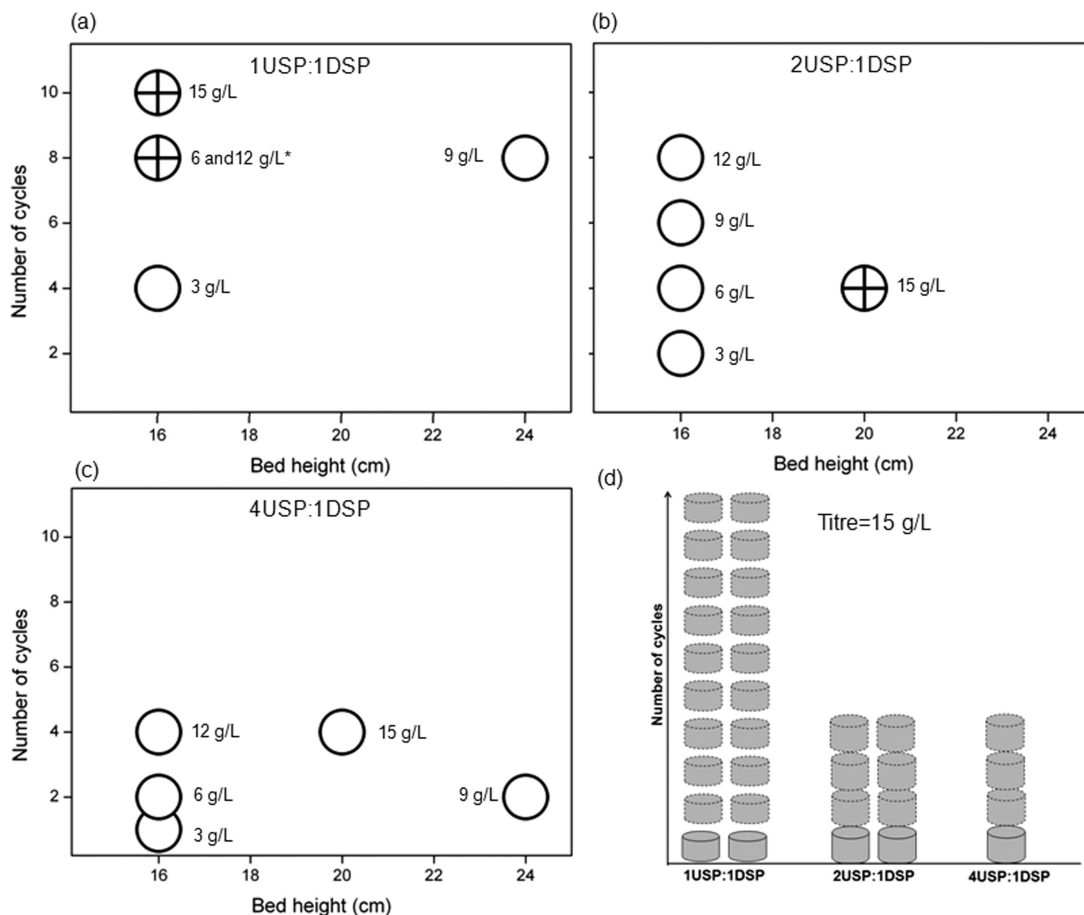 (a)
1USP:1DSP
15 g/L
6 and12 g/L*
9 g/L
3 g/L
10
8
6
4
2
Number of cycles
16 18 20 22 24
Bed height (cm)
(b)
2USP:1DSP
12 g/L
9 g/L
6 g/L
15 g/L
3 g/L
16 18 20 22 24
Bed height (cm)
(c)
4USP:1DSP
12 g/L
15 g/L
6 g/L
9 g/L
3 g/L
10
8
6
4
2
Number of cycles
16 18 20 22 24
Bed height (cm)
(d)
Titre=15 g/L
Number of cycles
1USP:1DSP 2USP:1DSP 4USP:1DSP